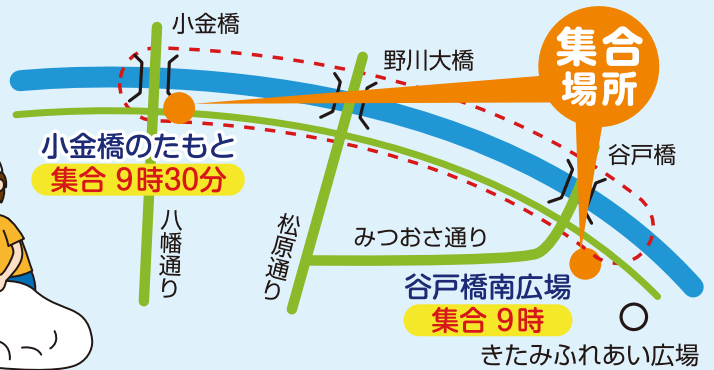 小金橋
野川大橋
集合
場所
小金橋のたもと
集合 9時30分
谷戸橋
八幡通り
松原通り
みつおさ通り
谷戸橋南広場
集合 9時
きたみふれあい広場